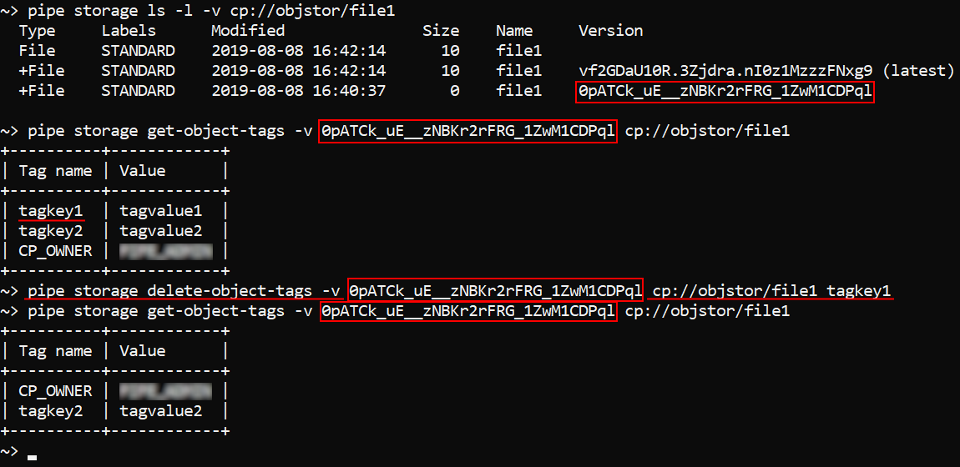 ~> pipe storage ls -l -v cp://objstor/file1
Type Labels Modified Size Name Version
File STANDARD 2019-08-08 16:42:14 10 file1
+File STANDARD 2019-08-08 16:42:14 10 file1 vf2GDaU10R.3Zjdra.nI0z1MzzzFNxg9 (latest)
+File STANDARD 2019-08-08 16:40:37 0 file1 0pATCk_uE__zNBKr2rFRG_1ZwM1CDPql
~> pipe storage get-object-tags -v 0pATCk_uE__zNBKr2rFRG_1ZwM1CDPql cp://objstor/file1
+----------+------------+
| Tag name | Value |
+----------+------------+
| tagkey1 | tagvalue1 |
| tagkey2 | tagvalue2 |
| CP_OWNER | |
+----------+------------+
~> pipe storage delete-object-tags -v 0pATCk_uE__zNBKr2rFRG_1ZwM1CDPql cp://objstor/file1 tagkey1
~> pipe storage get-object-tags -v 0pATCk_uE__zNBKr2rFRG_1ZwM1CDPql cp://objstor/file1
+----------+------------+
| Tag name | Value |
+----------+------------+
| CP_OWNER | |
| tagkey2 | tagvalue2 |
+----------+------------+
~>